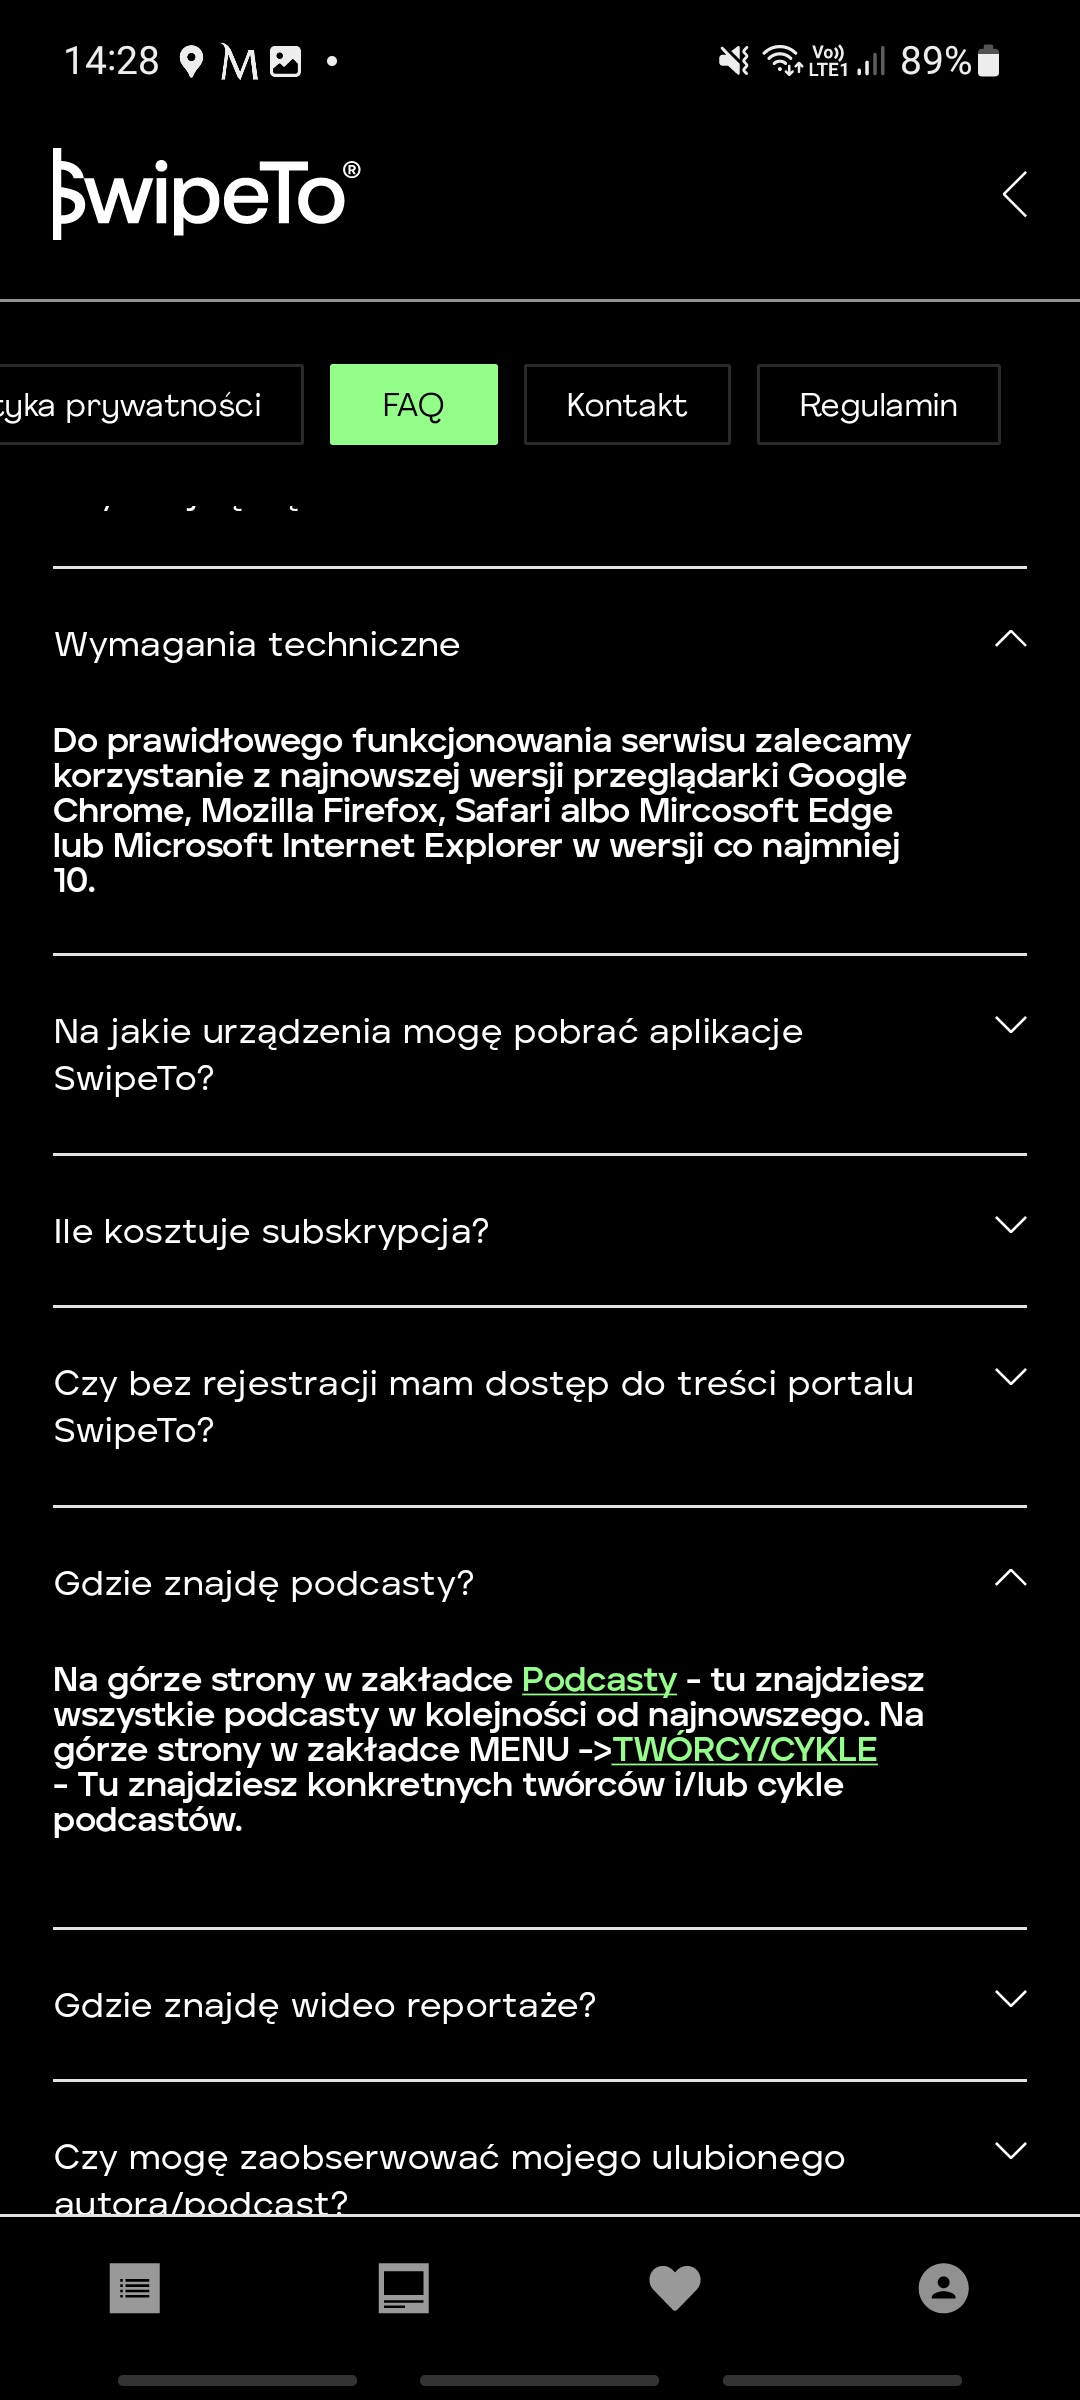 14:28
Vo))
LTE1
89%
SwipeTo®
tyka prywatności
FAQ
Kontakt
Regulamin
Wymagania techniczne
Do prawidłowego funkcjonowania serwisu zalecamy
korzystanie z najnowszej wersji przeglądarki Google
Chrome, Mozilla Firefox, Safari albo Mircosoft Edge
lub Microsoft Internet Explorer w wersji co najmniej
10.
Na jakie urządzenia mogę pobrać aplikacje
SwipeTo?
Ile kosztuje subskrypcja?
Czy bez rejestracji mam dostęp do treści portalu
SwipeTo?
Gdzie znajdę podcasty?
Na górze strony w zakładce Podcasty - tu znajdziesz
wszystkie podcasty w kolejności od najnowszego. Na
górze strony w zakładce MENU ->TWÓRCY/CYKLE
- Tu znajdziesz konkretnych twórców i/lub cykle
podcastów.
Gdzie znajdę wideo reportaże?
Czy mogę zaobserwować mojego ulubionego
autora/podcast?